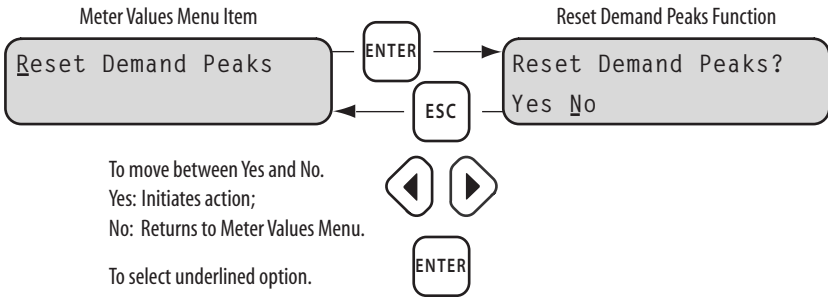 Meter Values Menu Item
Reset Demand Peaks Function
Reset Demand Peaks
ENTER
Reset Demand Peaks?
Yes No
ESC
To move between Yes and No.
Yes: Initiates action;
No: Returns to Meter Values Menu.
To select underlined option.
ENTER